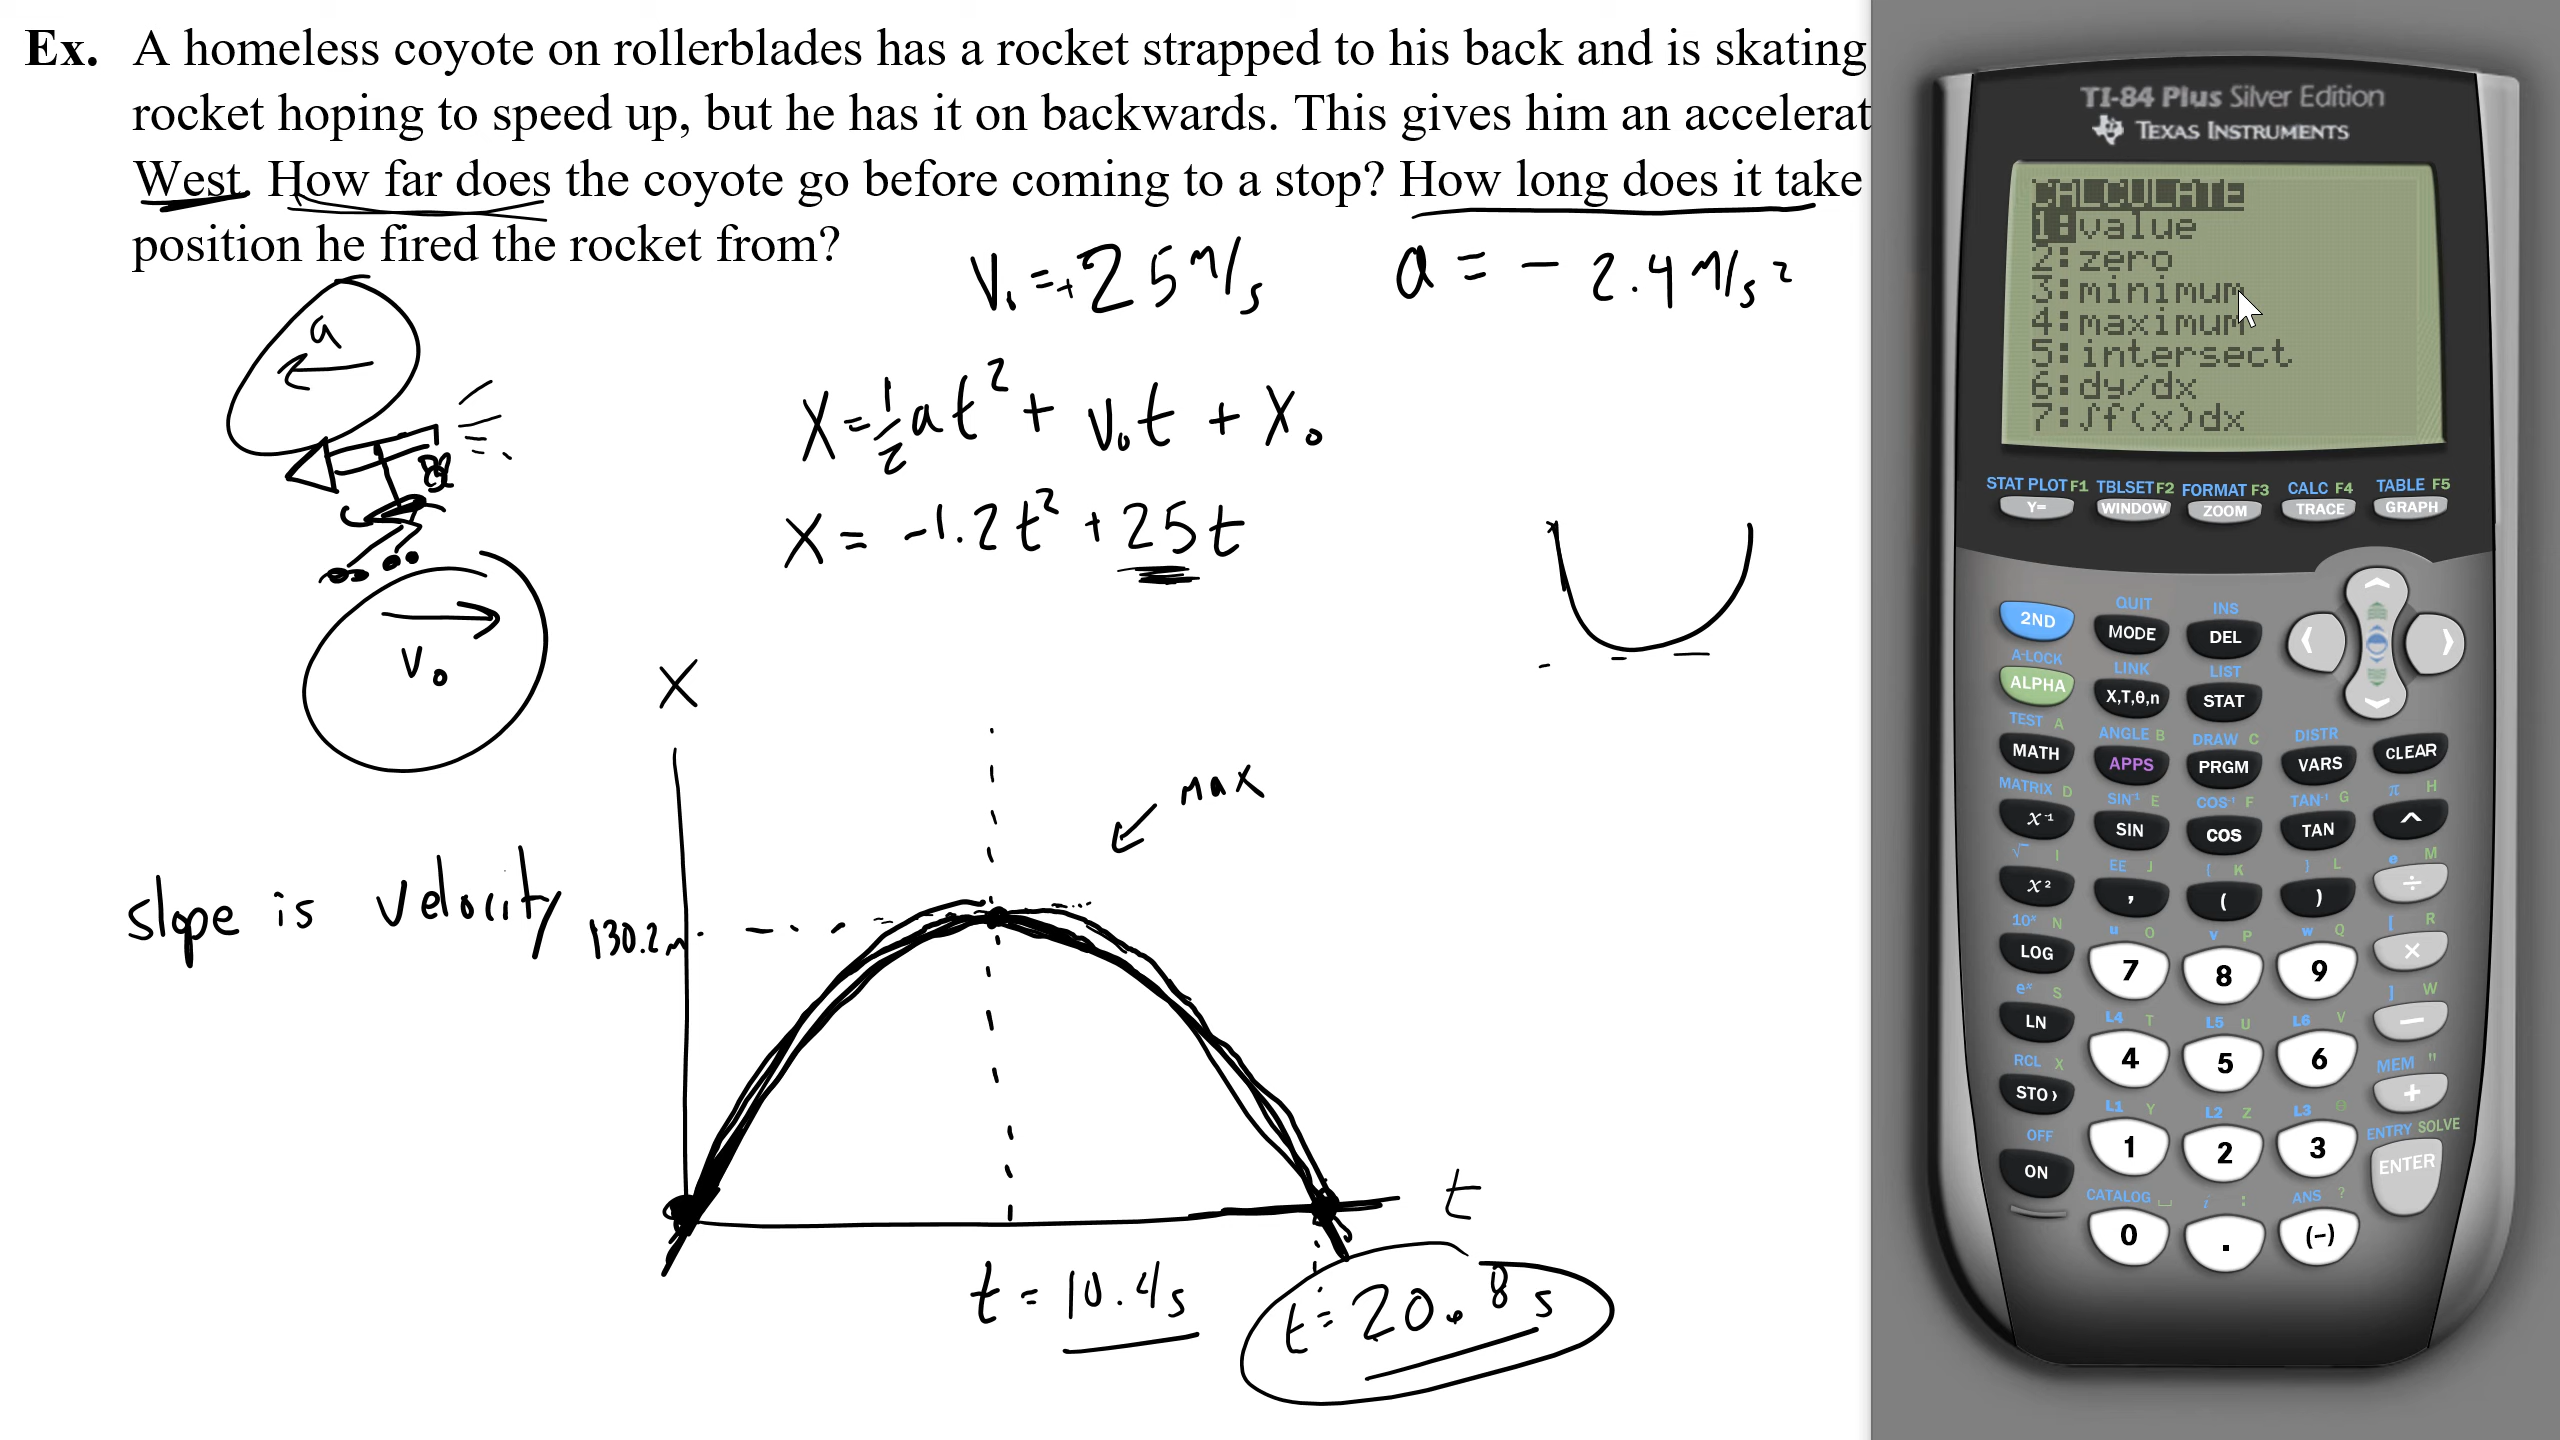 Ex. A homeless coyote on rollerblades has a rocket strapped to his back and is skating
rocket hoping to speed up, but he has it on backwards. This gives him an accelerat
West. How far does the coyote go before coming to a stop? How long does it take
position he fired the rocket from?
V₀ = +25 m/s
a = - 2.4 m/s²
a
X = 1/2 at² + v₀t + X₀
X = -1.2t² + 25t
v₀
X
max
slope is velocity
130.2m
t
t = 10.4s
t = 20.8 s
TI-84 Plus Silver Edition
TEXAS INSTRUMENTS
CALCULATE
1:value
2:zero
3:minimum
4:maximum
5:intersect
6:dy/dx
7:∫f(x)dx
STAT PLOT F1 TBLSET F2 FORMAT F3 CALC F4 TABLE F5
Y= WINDOW ZOOM TRACE GRAPH
QUIT INS
2ND MODE DEL
A-LOCK LINK LIST
ALPHA X,T,θ,n STAT
TEST A ANGLE B DRAW C DISTR
MATH APPS PRGM VARS CLEAR
MATRIX D SIN⁻¹ E COS⁻¹ F TAN⁻¹ G π H
x⁻¹ SIN COS TAN ^
√ I EE J { K } L e M
x² , ( ) ÷
10ˣ N u O v P w Q [ R
LOG 7 8 9 ×
eˣ S L4 T L5 U L6 V ] W
LN 4 5 6 −
RCL X L1 Y L2 Z L3 θ MEM "
STO› 1 2 3 +
OFF CATALOG ⎵ i : ANS ? ENTRY SOLVE
ON 0 . (−) ENTER